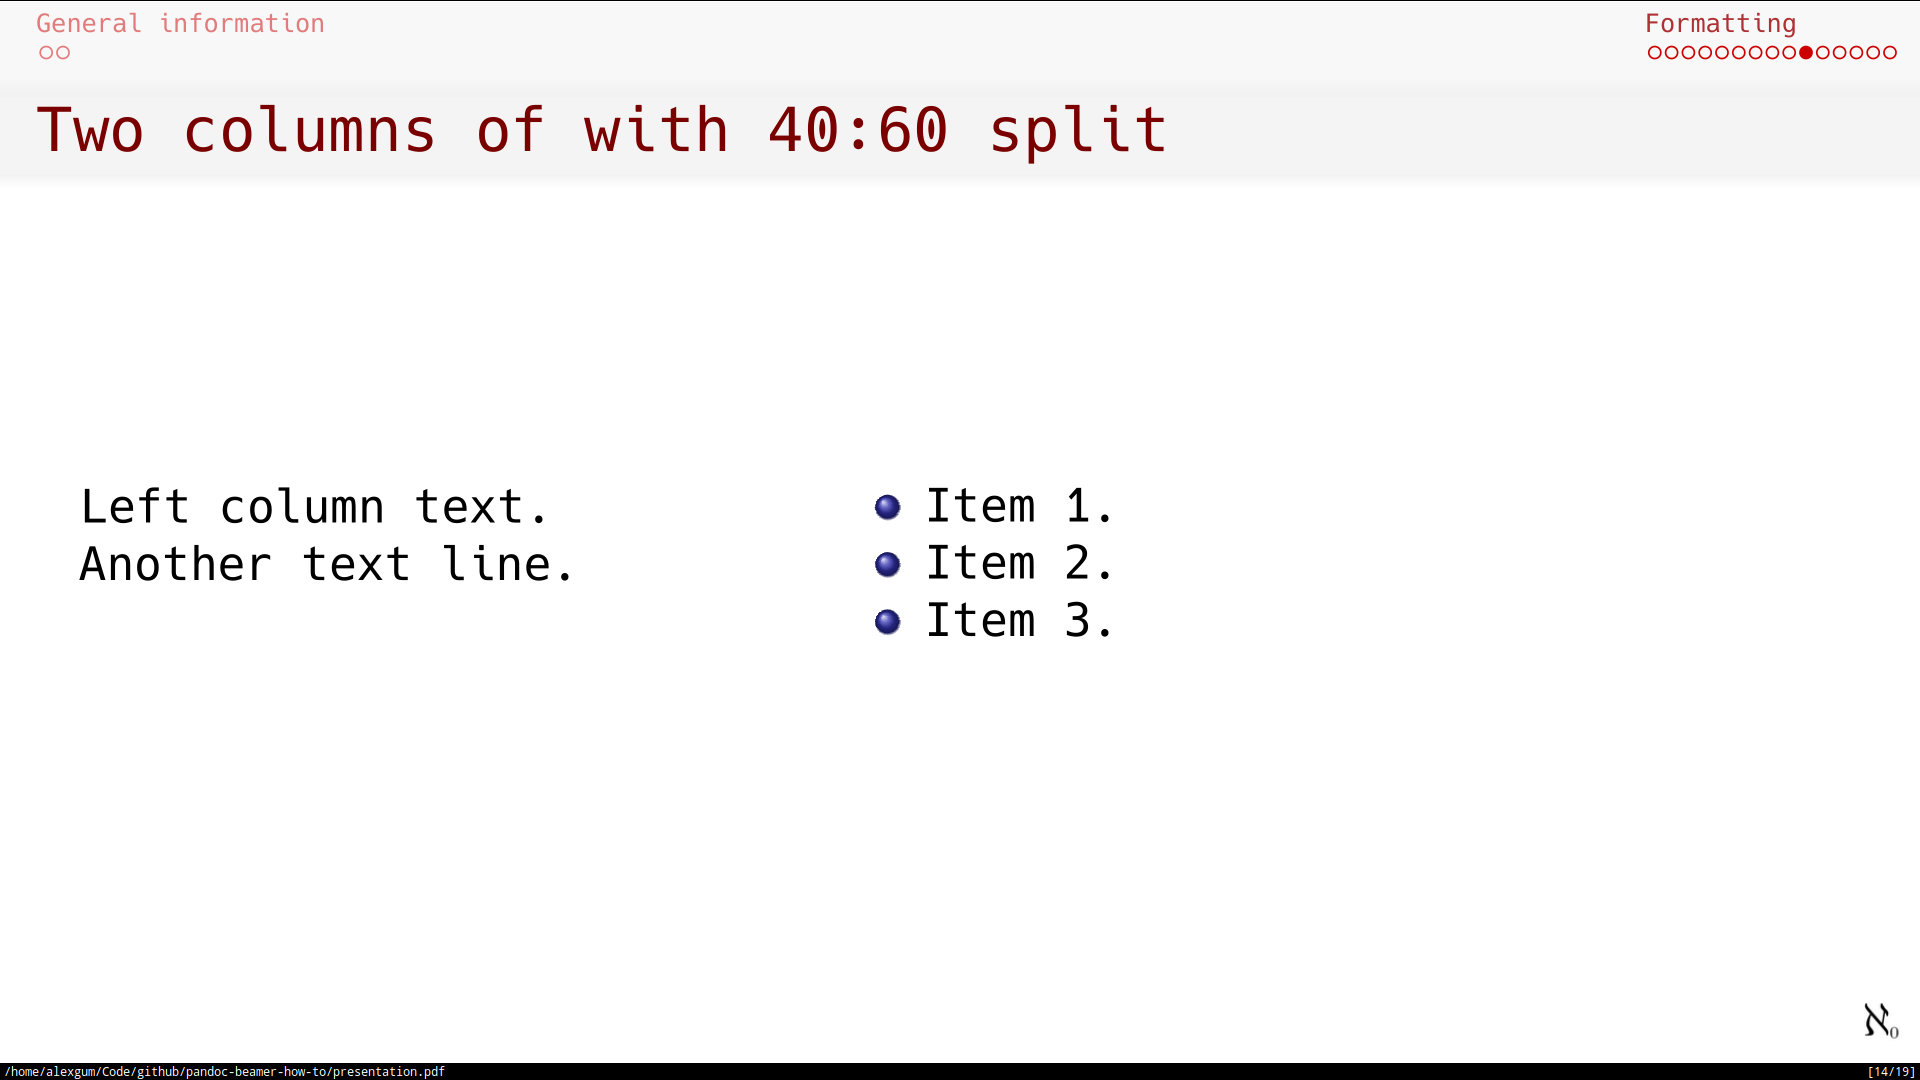 General information
Formatting
Two columns of with 40:60 split
Left column text.
Another text line.
Item 1.
Item 2.
Item 3.
ℵ₀
/home/alexgum/Code/github/pandoc-beamer-how-to/presentation.pdf
[14/19]